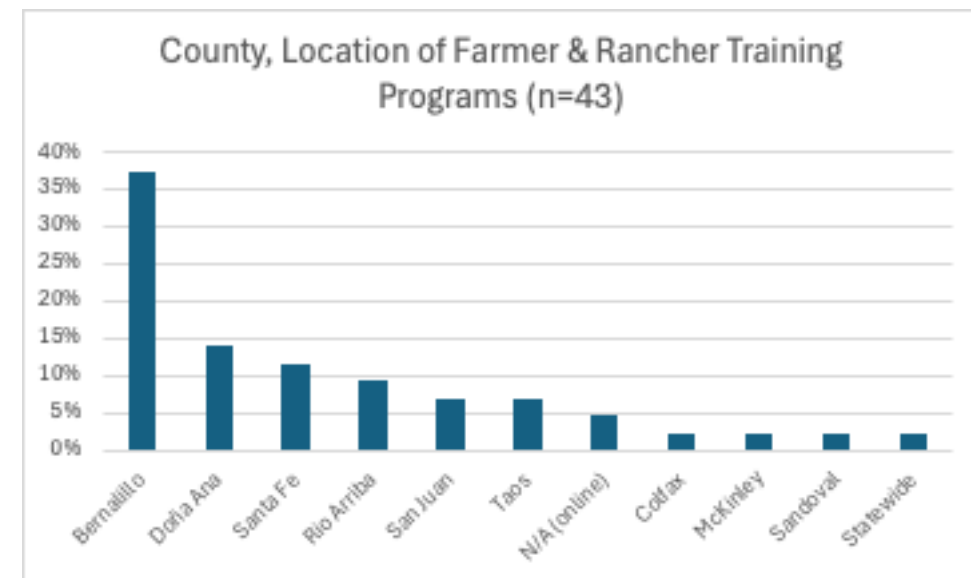 County, Location of Farmer & Rancher Training
Programs (n=43)
40%
35%
30%
25%
20%
15%
10%
5%
0%
Bernalillo
Doña Ana
Santa Fe
Rio Arriba
San Juan
Taos
N/A (online)
Colfax
McKinley
Sandoval
Statewide